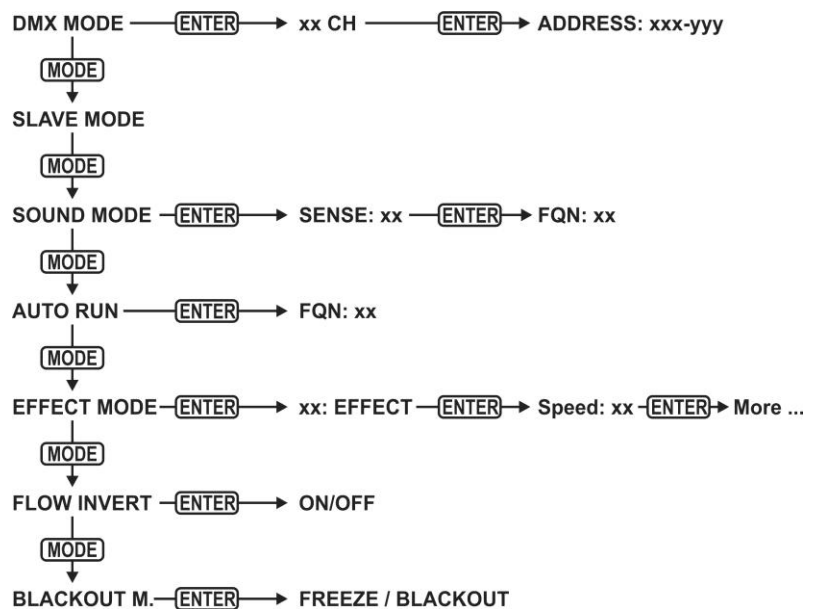 DMX MODE ENTER xx CH ENTER ADDRESS: xxx-yyy
MODE
SLAVE MODE
MODE
SOUND MODE ENTER SENSE: xx ENTER FQN: xx
MODE
AUTO RUN ENTER FQN: xx
MODE
EFFECT MODE ENTER xx: EFFECT ENTER Speed: xx ENTER More ...
MODE
FLOW INVERT ENTER ON/OFF
MODE
BLACKOUT M. ENTER FREEZE / BLACKOUT